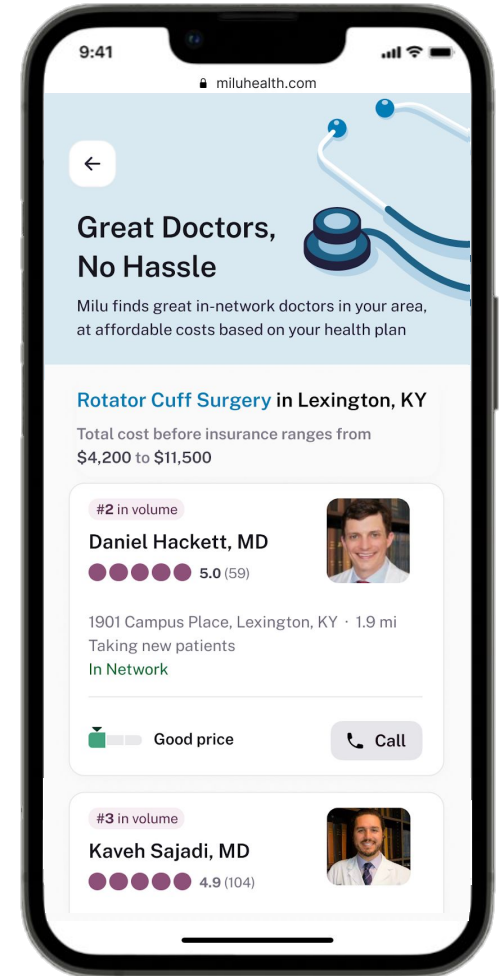 9:41
miluhealth.com
Great Doctors,
No Hassle
Milu finds great in-network doctors in your area,
at affordable costs based on your health plan
Rotator Cuff Surgery in Lexington, KY
Total cost before insurance ranges from
$4,200 to $11,500
#2 in volume
Daniel Hackett, MD
5.0 (59)
1901 Campus Place, Lexington, KY · 1.9 mi
Taking new patients
In Network
Good price
Call
#3 in volume
Kaveh Sajadi, MD
4.9 (104)